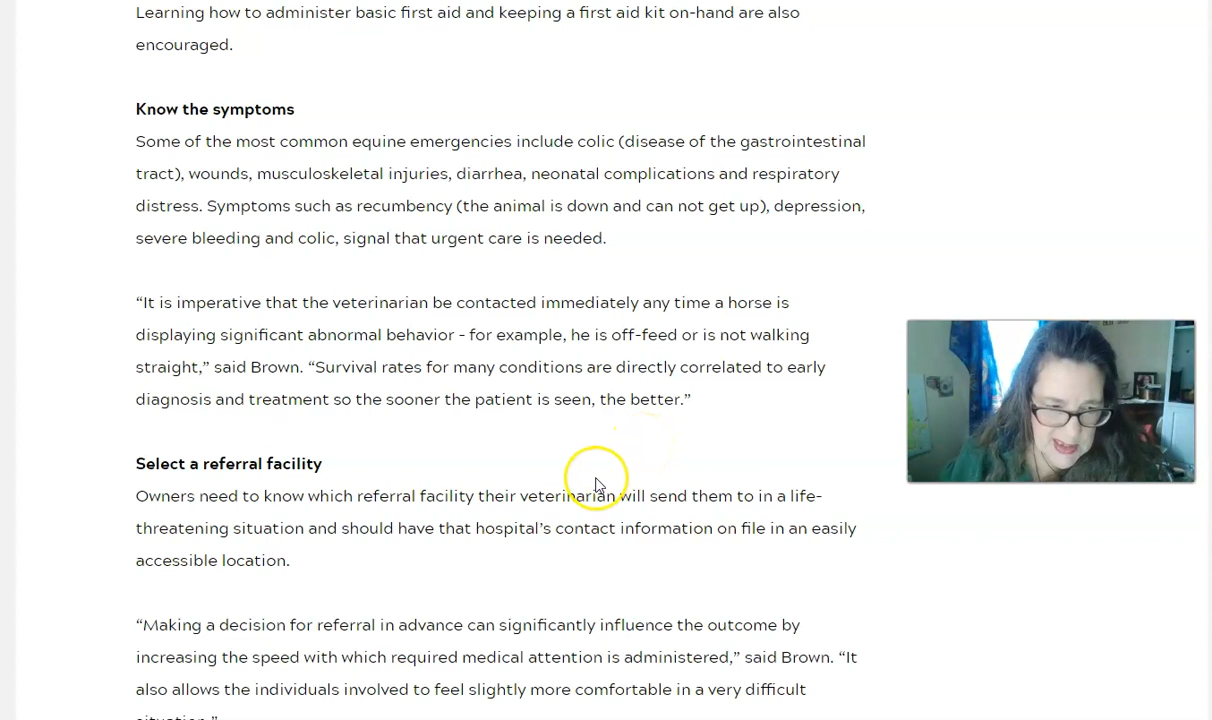 Learning how to administer basic first aid and keeping a first aid kit on-hand are also
encouraged.
Know the symptoms
Some of the most common equine emergencies include colic (disease of the gastrointestinal
tract), wounds, musculoskeletal injuries, diarrhea, neonatal complications and respiratory
distress. Symptoms such as recumbency (the animal is down and can not get up), depression,
severe bleeding and colic, signal that urgent care is needed.
“It is imperative that the veterinarian be contacted immediately any time a horse is
displaying significant abnormal behavior - for example, he is off-feed or is not walking
straight,” said Brown. “Survival rates for many conditions are directly correlated to early
diagnosis and treatment so the sooner the patient is seen, the better.”
Select a referral facility
Owners need to know which referral facility their veterinarian will send them to in a life-
threatening situation and should have that hospital’s contact information on file in an easily
accessible location.
“Making a decision for referral in advance can significantly influence the outcome by
increasing the speed with which required medical attention is administered,” said Brown. “It
also allows the individuals involved to feel slightly more comfortable in a very difficult
situation.”